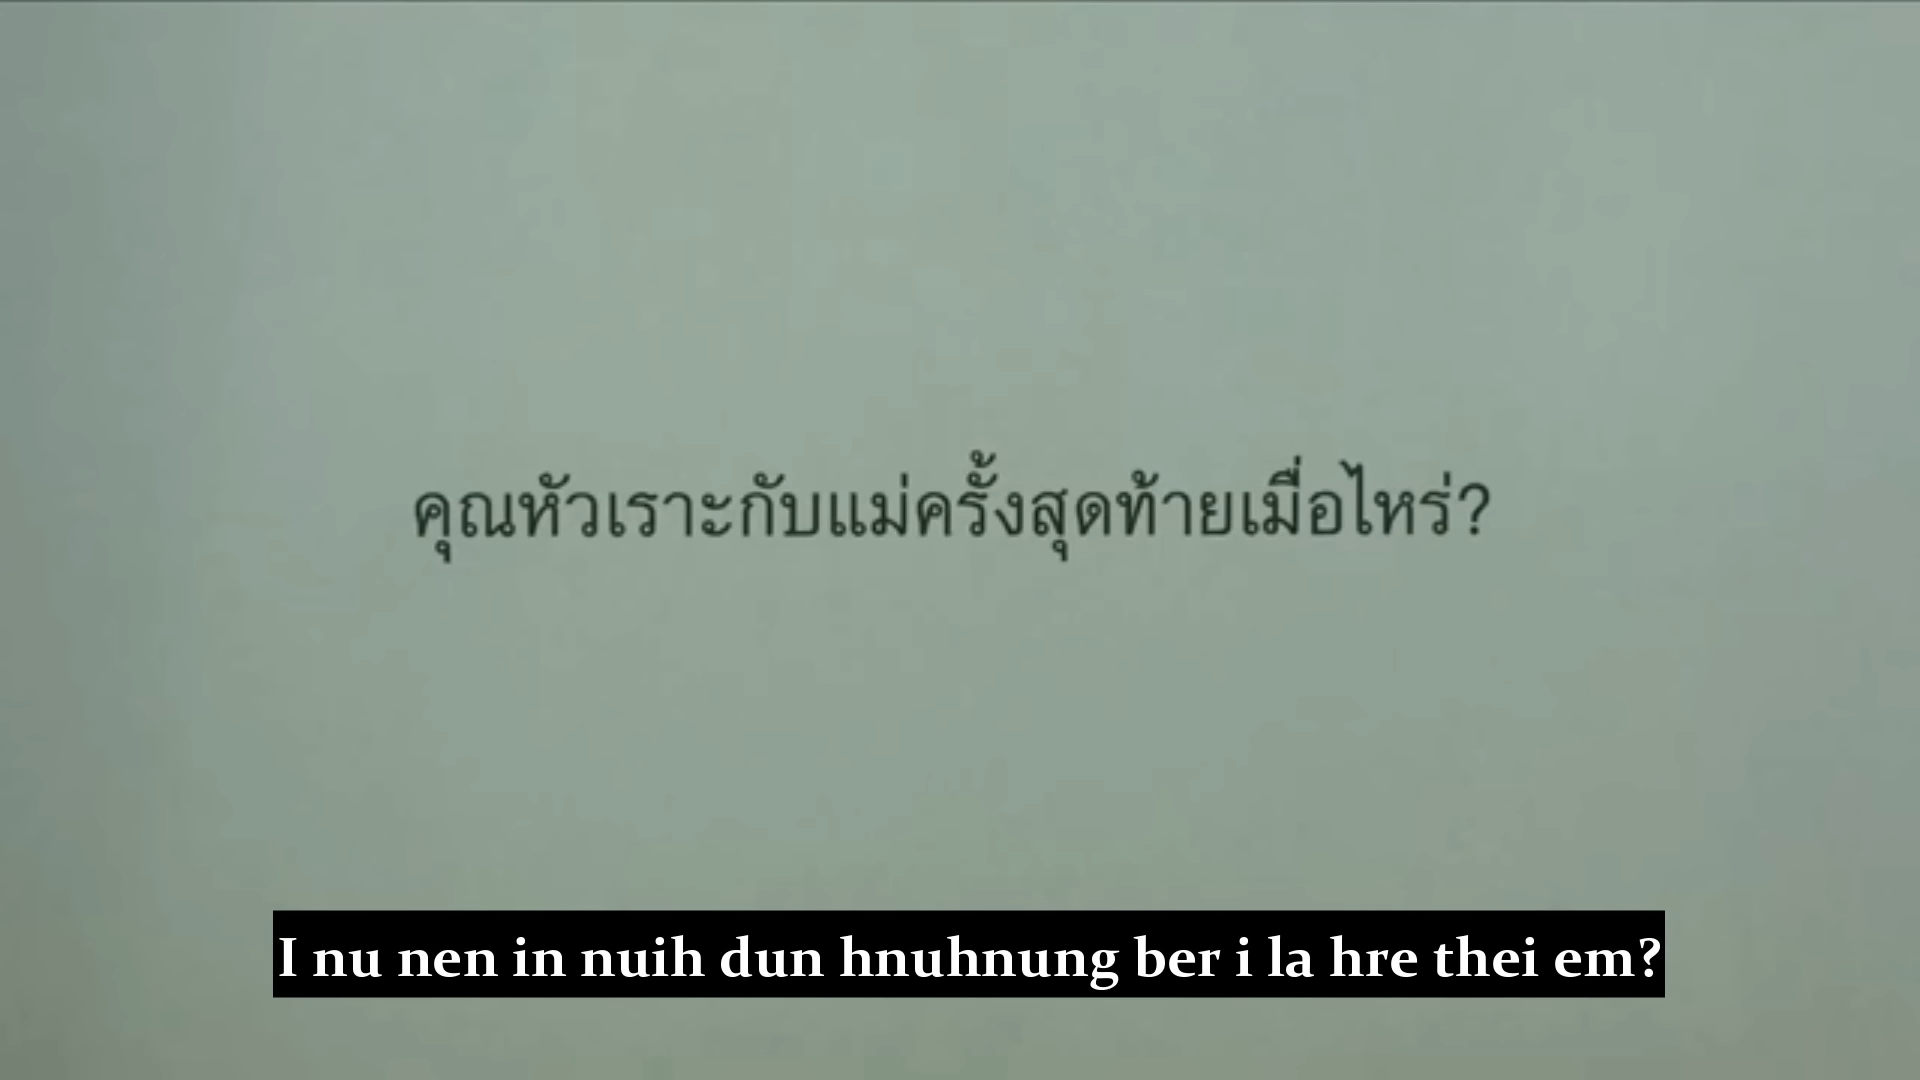 คุณหัวเราะกับแม่ครั้งสุดท้ายเมื่อไหร่?
I nu nen in nuih dun hnuhnung ber i la hre thei em?